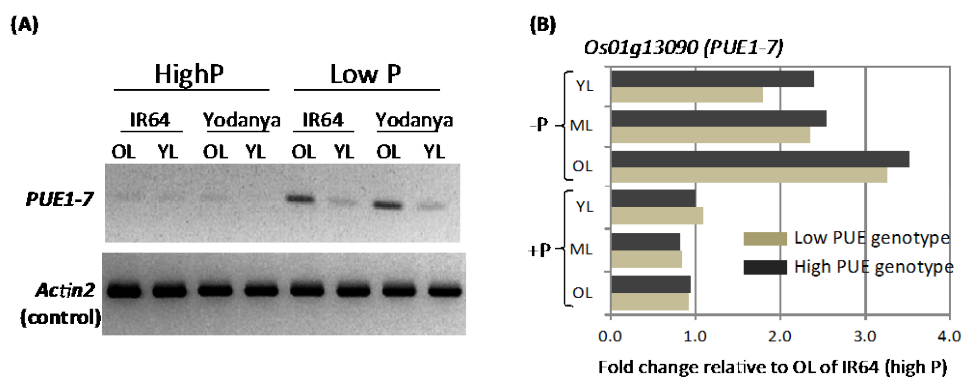 (A)
HighP Low P
IR64 Yodanya IR64 Yodanya
OL YL OL YL OL YL OL YL
PUE1-7
Actin2
(control)
(B)
Os01g13090 (PUE1-7)
YL
-P ML
OL
YL
+P ML
OL
Low PUE genotype
High PUE genotype
0.0 1.0 2.0 3.0 4.0
Fold change relative to OL of IR64 (high P)